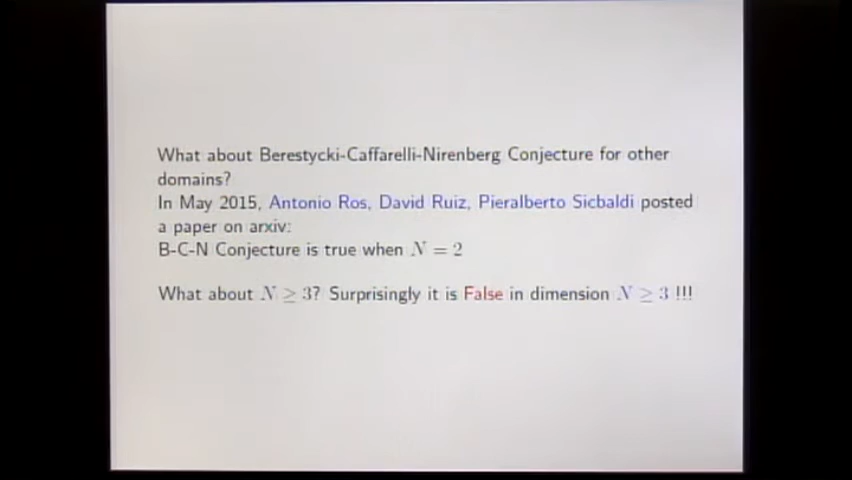 What about Berestycki-Caffarelli-Nirenberg Conjecture for other
domains?
In May 2015, Antonio Ros, David Ruiz, Pieralberto Sicbaldi posted
a paper on arxiv:
B-C-N Conjecture is true when N = 2
What about N ≥ 3? Surprisingly it is False in dimension N ≥ 3 !!!